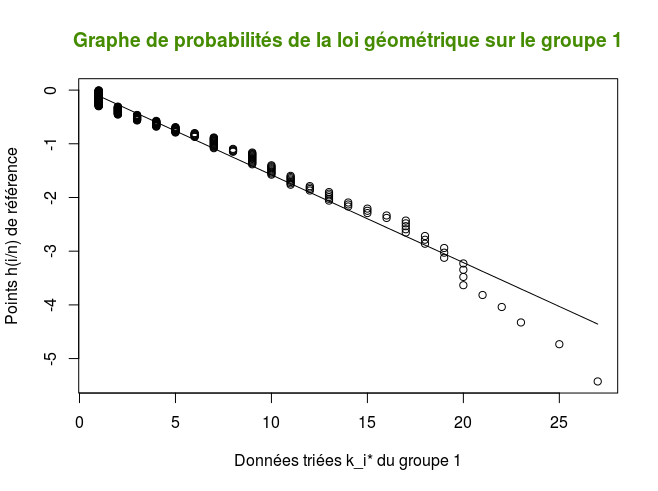 Graphe de probabilités de la loi géométrique sur le groupe 1
Points h(i/n) de référence
0
-1
-2
-3
-4
-5
0 5 10 15 20 25
Données triées k_i* du groupe 1